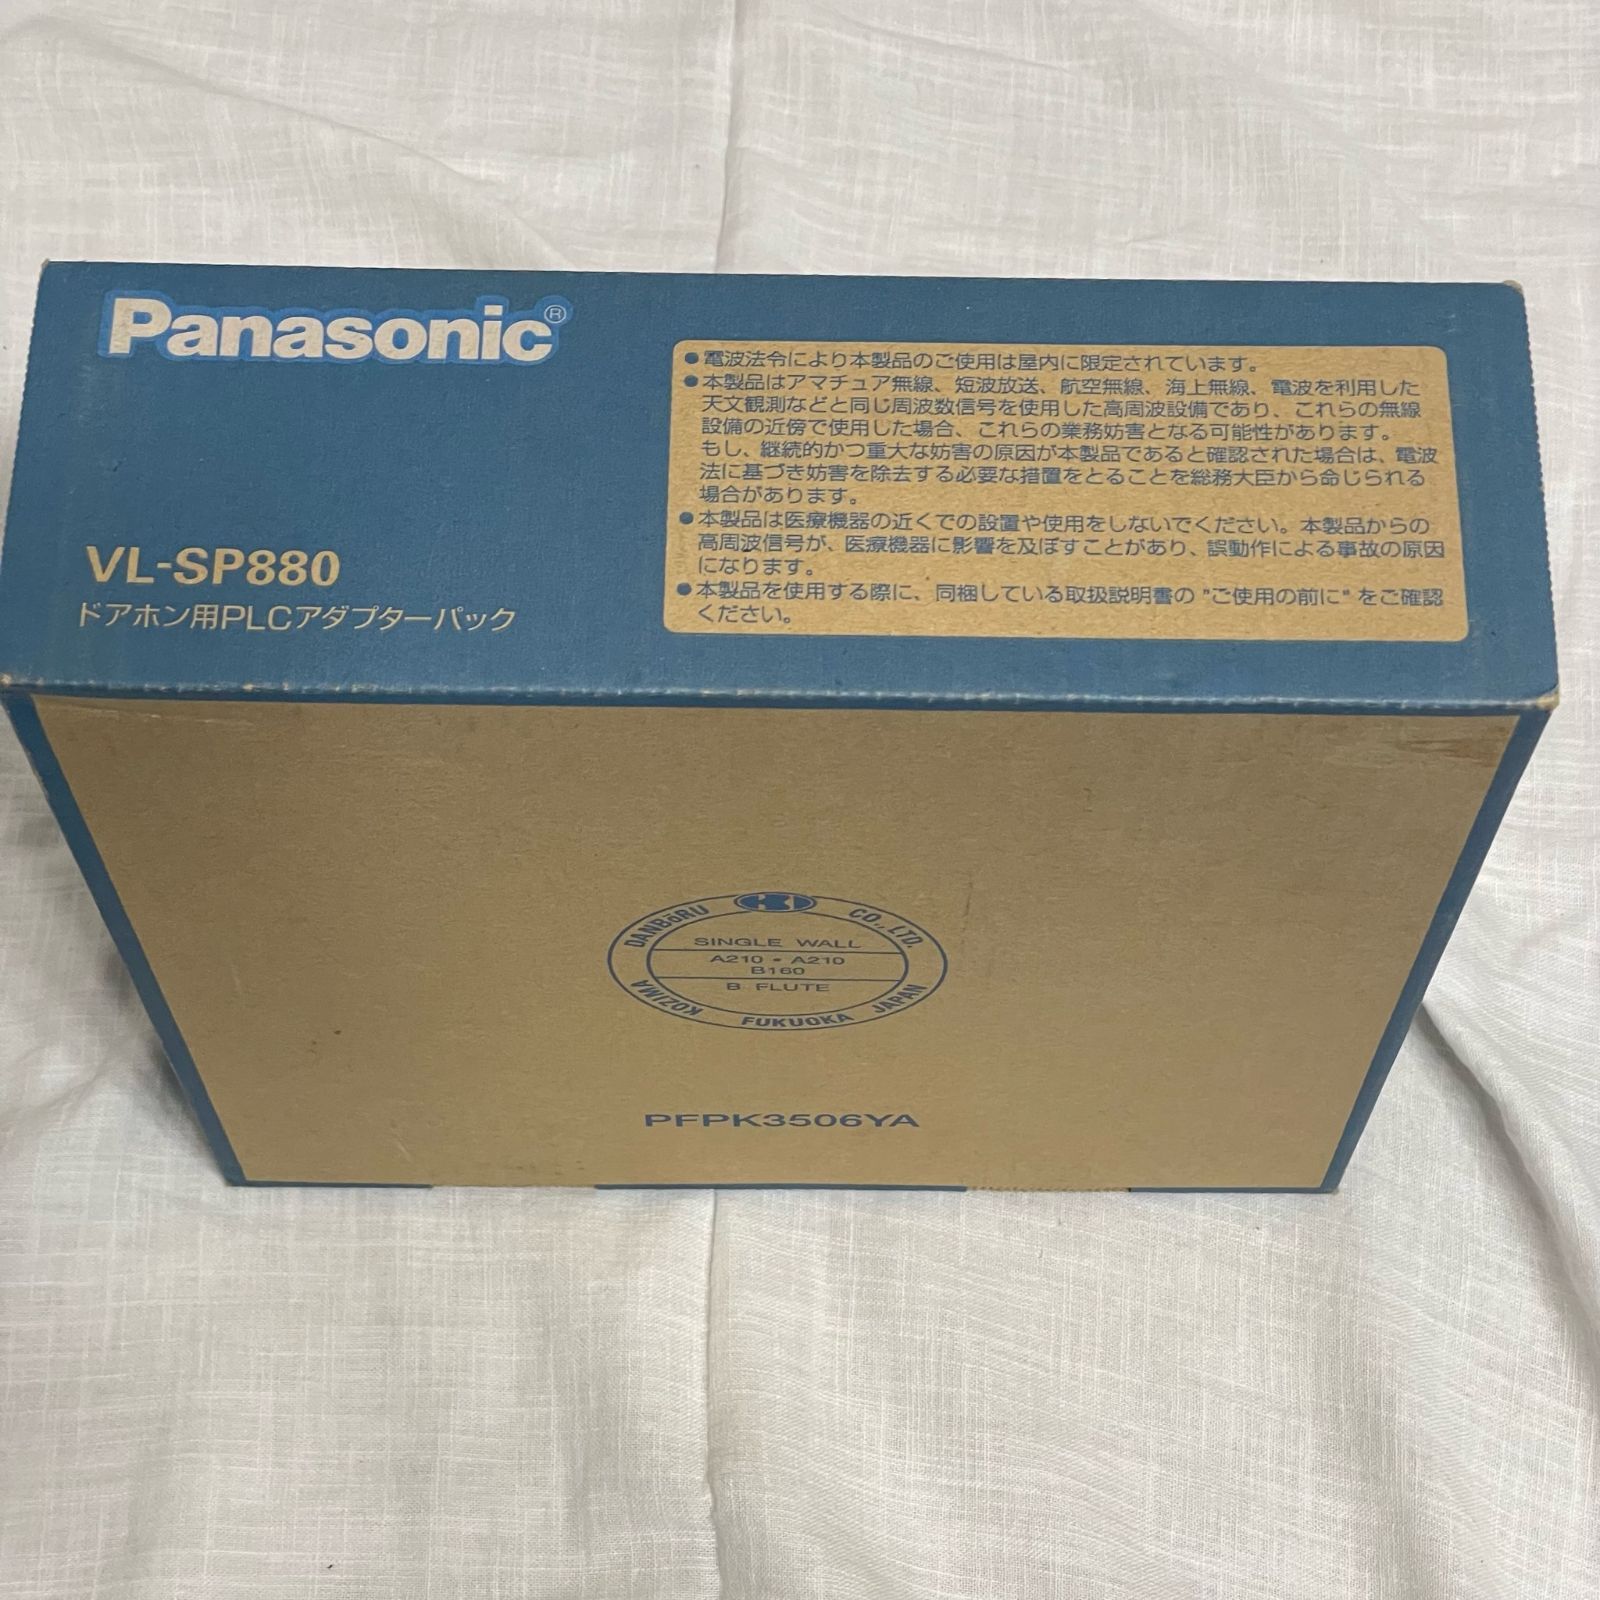 Panasonic®
VL-SP880
ドアホン用PLCアダプターパック
●電波法令により本製品のご使用は屋内に限定されています。
●本製品はアマチュア無線、短波放送、航空無線、海上無線、電波を利用した
天文観測などと同じ周波数信号を使用した高周波設備であり、これらの無線
設備の近傍で使用した場合、これらの業務妨害となる可能性があります。
もし、継続的かつ重大な妨害の原因が本製品であると確認された場合は、電波
法に基づき妨害を除去する必要な措置をとることを総務大臣から命じられる
場合があります。
●本製品は医療機器の近くでの設置や使用をしないでください。本製品からの
高周波信号が、医療機器に影響を及ぼすことがあり、誤動作による事故の原因
になります。
●本製品を使用する際に、同梱している取扱説明書の "ご使用の前に" をご確認
ください。
DANBōRU CO., LTD.
SINGLE WALL
A210・A210
B160
B FLUTE
KOZIMA FUKUOKA JAPAN
PFPK3506YA